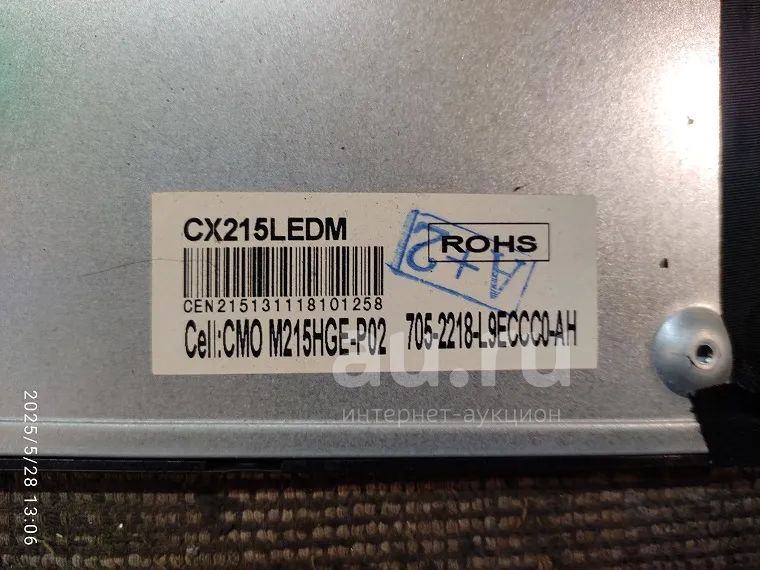 CX215LEDM
ROHS
A+2
CEN215131118101258
Cell:CMO M215HGE-P02 705-2218-L9ECCC0-AH
au.ru
интернет-аукцион
2025/5/28 13:06